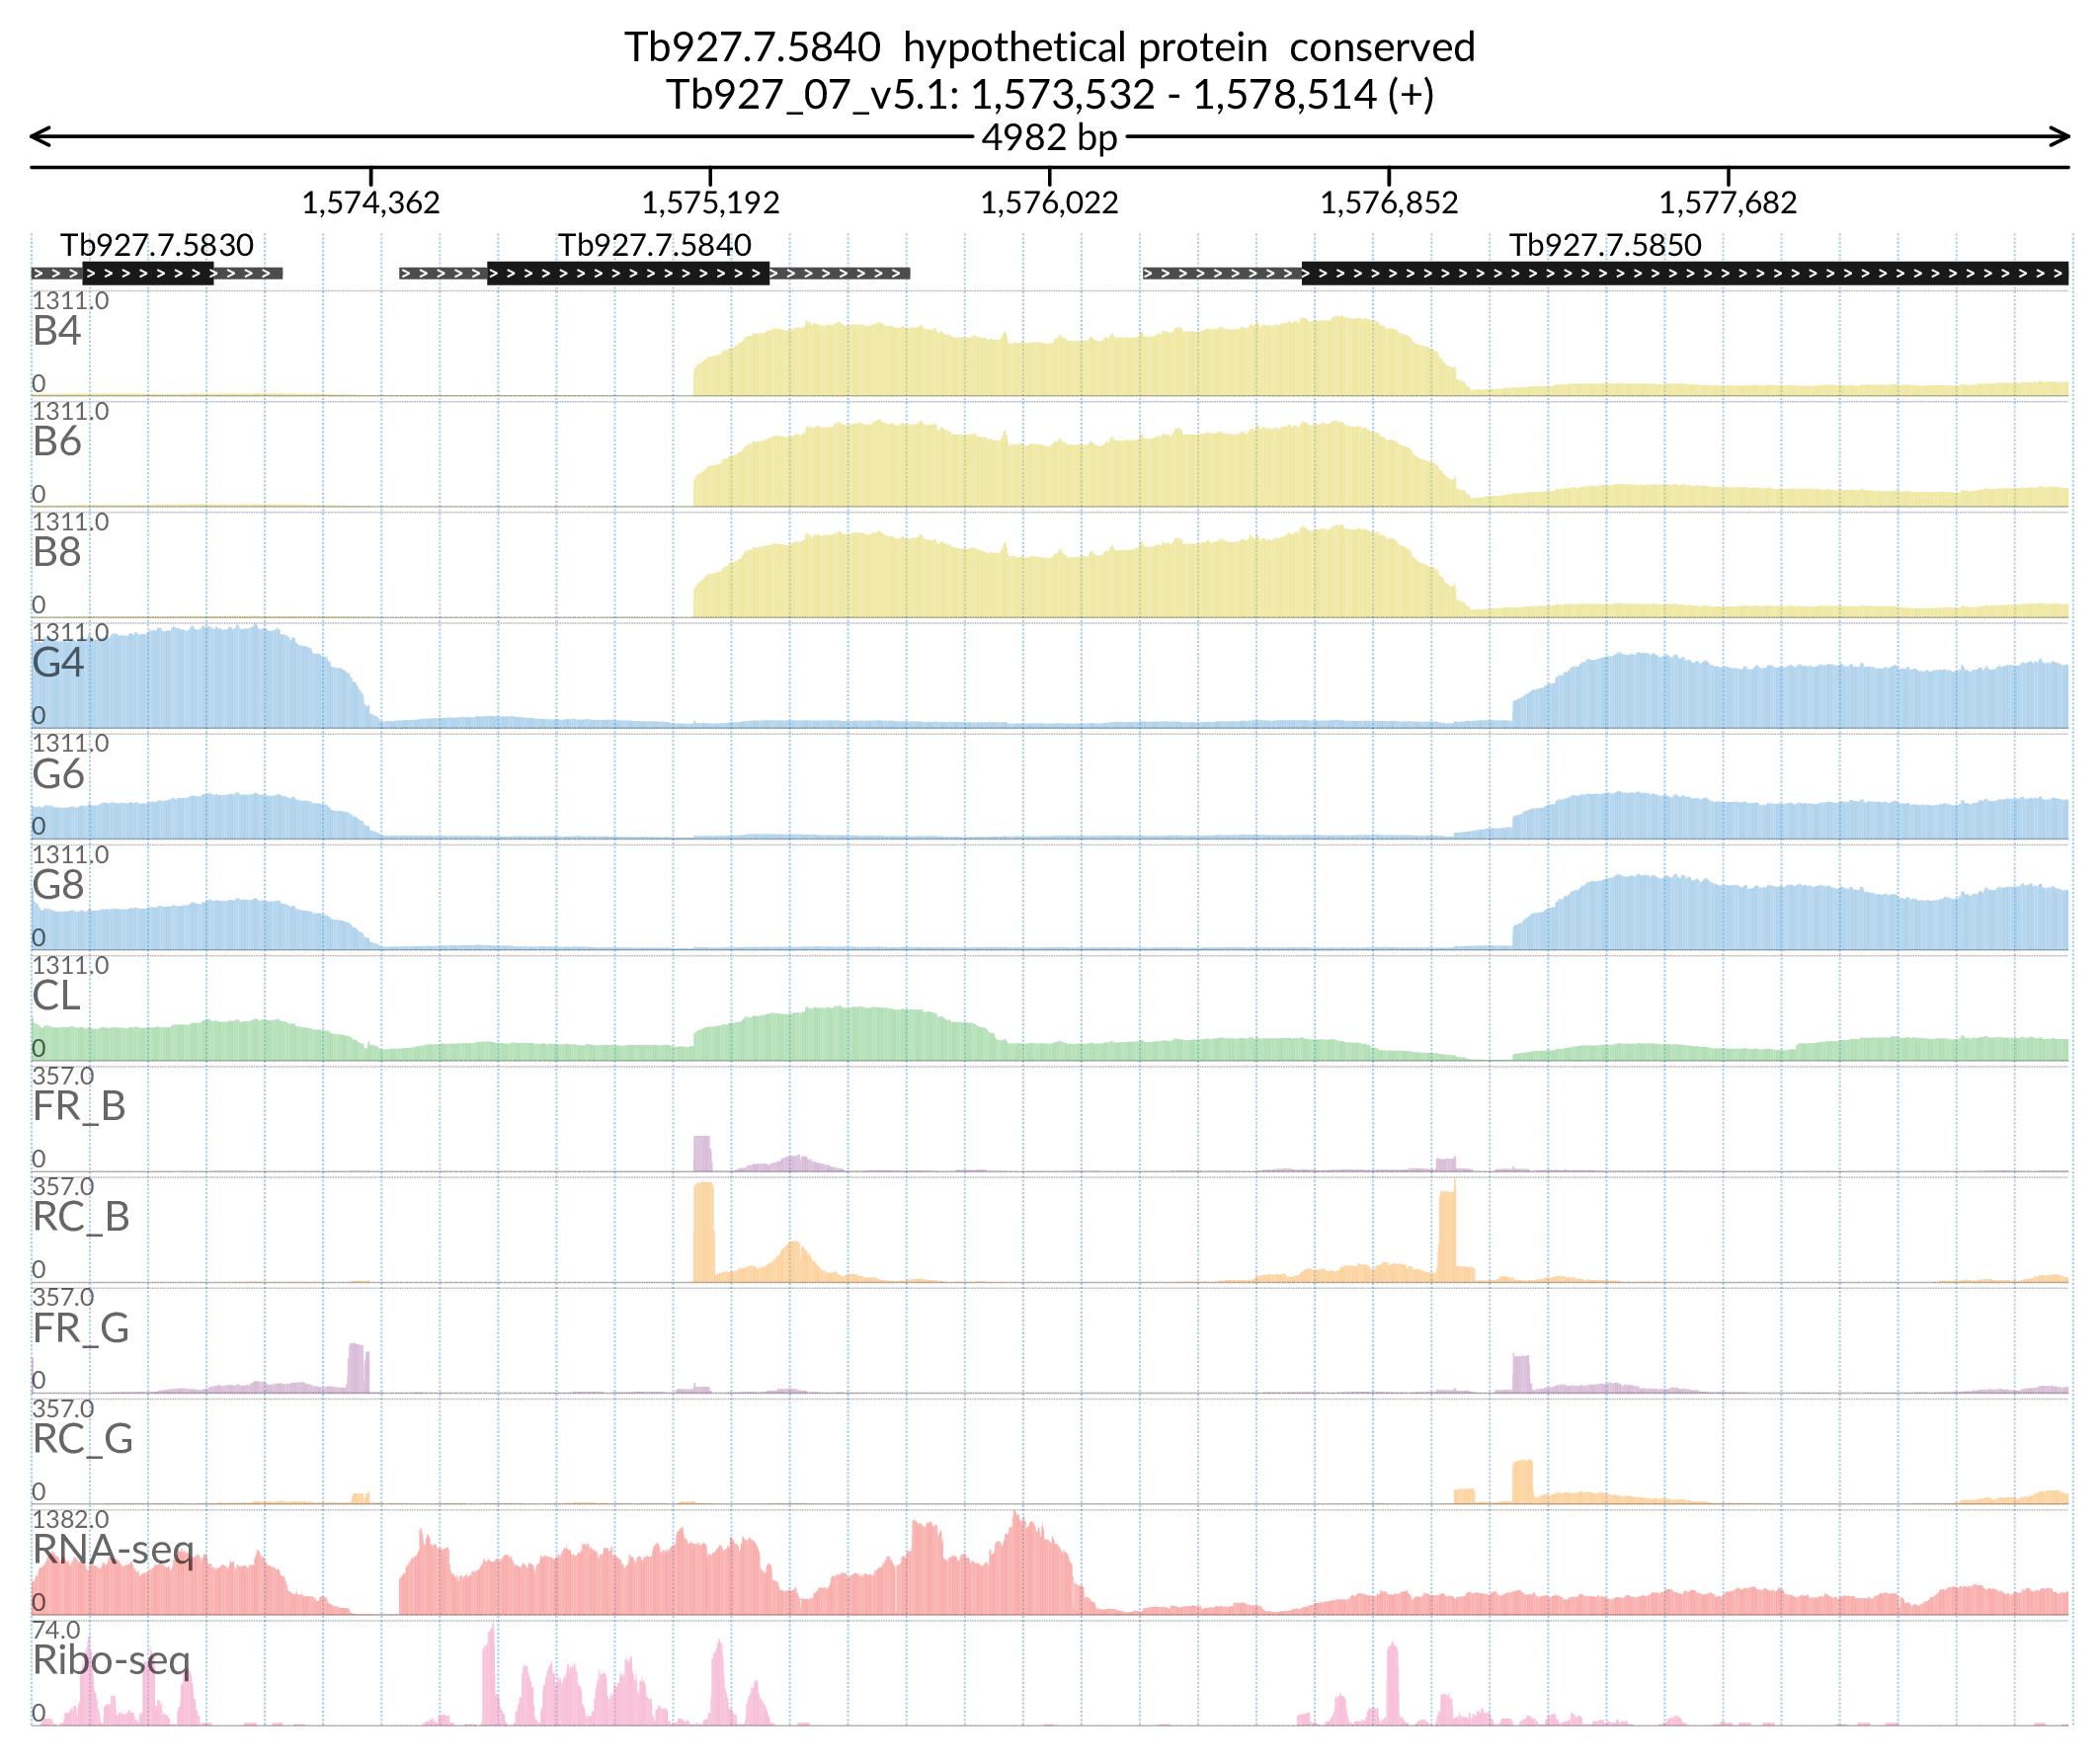 Tb927.7.5840  hypothetical protein  conserved
Tb927_07_v5.1: 1,573,532 - 1,578,514 (+)
4982 bp
1,574,362 1,575,192 1,576,022 1,576,852 1,577,682
Tb927.7.5830 Tb927.7.5840 Tb927.7.5850
1311.0
B4
0
1311.0
B6
0
1311.0
B8
0
1311.0
G4
0
1311.0
G6
0
1311.0
G8
0
1311.0
CL
0
357.0
FR_B
0
357.0
RC_B
0
357.0
FR_G
0
357.0
RC_G
0
1382.0
RNA-seq
0
74.0
Ribo-seq
0